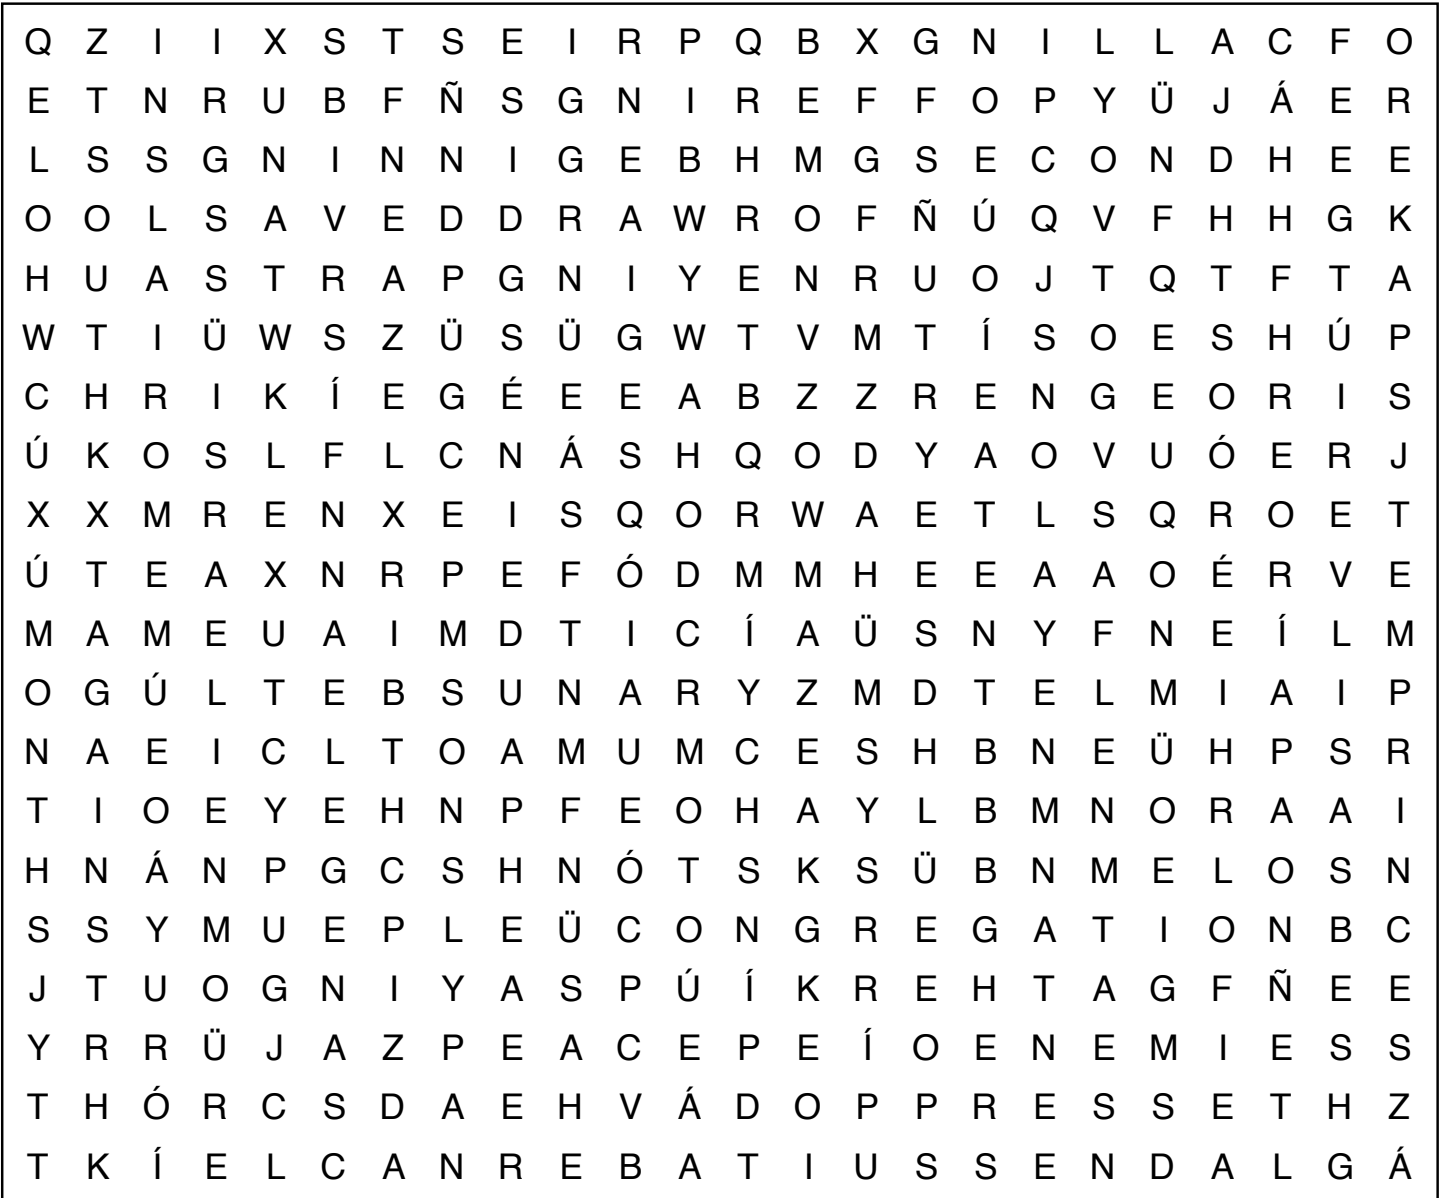 Q Z I I X S T S E I R P Q B X G N I L L A C F O
E T N R U B F Ñ S G N I R E F F O P Y Ü J Á E R
L S S G N I N N I G E B H M G S E C O N D H E E
O O L S A V E D D R A W R O F Ñ Ú Q V F H H G K
H U A S T R A P G N I Y E N R U O J T Q T F T A
W T I Ü W S Z Ü S Ü G W T V M T Í S O E S H Ú P
C H R I K Í E G É E E A B Z Z R E N G E O R I S
Ú K O S L F L C N Á S H Q O D Y A O V U Ó E R J
X X M R E N X E I S Q O R W A E T L S Q R O E T
Ú T E A X N R P E F Ó D M M H E E A A O É R V E
M A M E U A I M D T I C Í A Ü S N Y F N E Í L M
O G Ú L T E B S U N A R Y Z M D T E L M I A I P
N A E I C L T O A M U M C E S H B N E Ü H P S R
T I O E Y E H N P F E O H A Y L B M N O R A A I
H N Á N P G C S H N Ó T S K S Ü B N M E L O S N
S S Y M U E P L E Ü C O N G R E G A T I O N B C
J T U O G N I Y A S P Ú Í K R E H T A G F Ñ E E
Y R R Ü J A Z P E A C E P E Í O E N E M I E S S
T H Ó R C S D A E H V Á D O P P R E S S E T H Z
T K Í E L C A N R E B A T I U S S E N D A L G Á